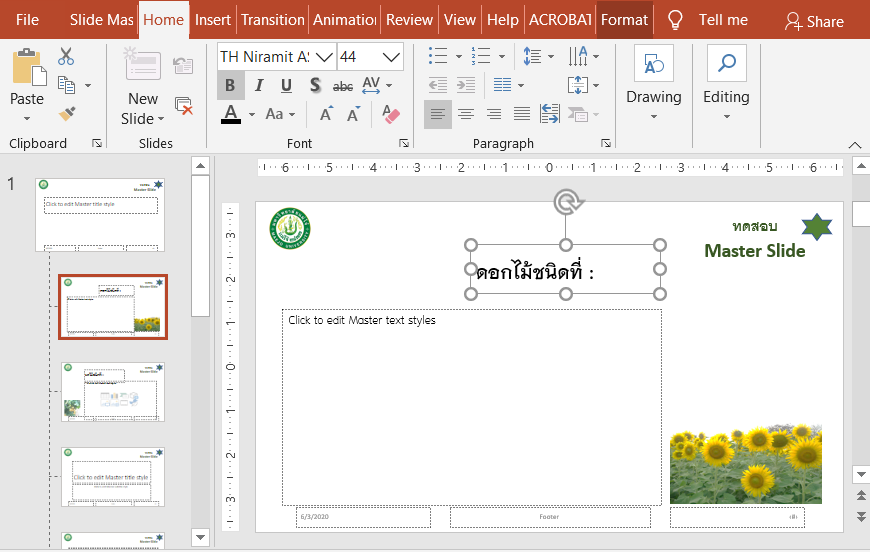 File Slide Mas Home Insert Transition Animation Review View Help ACROBAT Format Tell me Share
TH Niramit AS 44
B I U S abc AV
A Aa A A
Paste
New
Slide
Drawing
Editing
Clipboard Slides Font Paragraph
6 5 4 3 2 1 0 1 2 3 4 5 6
1
Click to edit Master title style
Master Slide
3 2 1 0 1 2 3
ทดสอบ
Master Slide
ดอกไม้ชนิดที่ :
Click to edit Master text styles
6/3/2020 Footer ‹#›
Click to edit Master title style